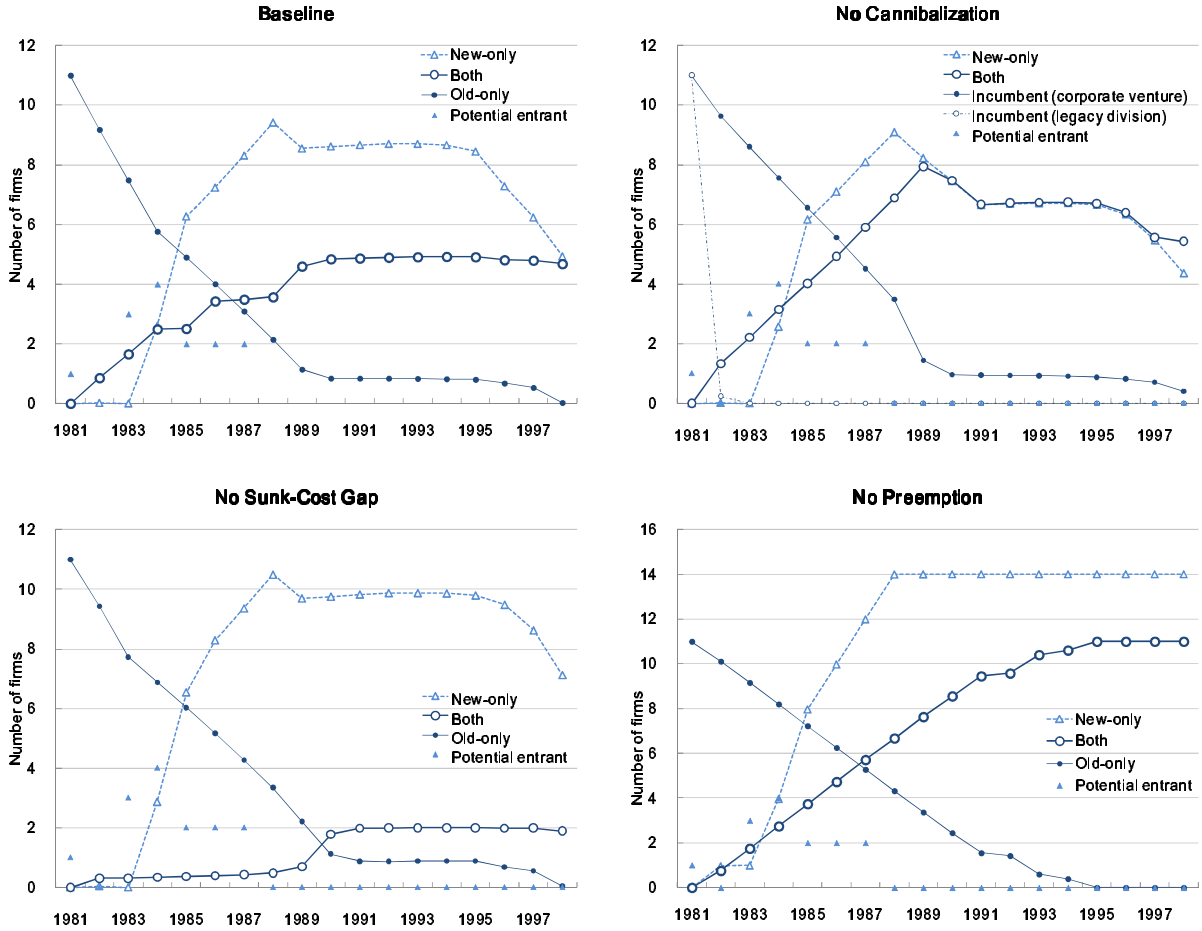 Baseline
12
10
8
6
4
2
0
Number of firms
New-only
Both
Old-only
Potential entrant
1981 1983 1985 1987 1989 1991 1993 1995 1997
No Cannibalization
12
10
8
6
4
2
0
Number of firms
New-only
Both
Incumbent (corporate venture)
Incumbent (legacy division)
Potential entrant
1981 1983 1985 1987 1989 1991 1993 1995 1997
No Sunk-Cost Gap
12
10
8
6
4
2
0
Number of firms
New-only
Both
Old-only
Potential entrant
1981 1983 1985 1987 1989 1991 1993 1995 1997
No Preemption
16
14
12
10
8
6
4
2
0
Number of firms
New-only
Both
Old-only
Potential entrant
1981 1983 1985 1987 1989 1991 1993 1995 1997